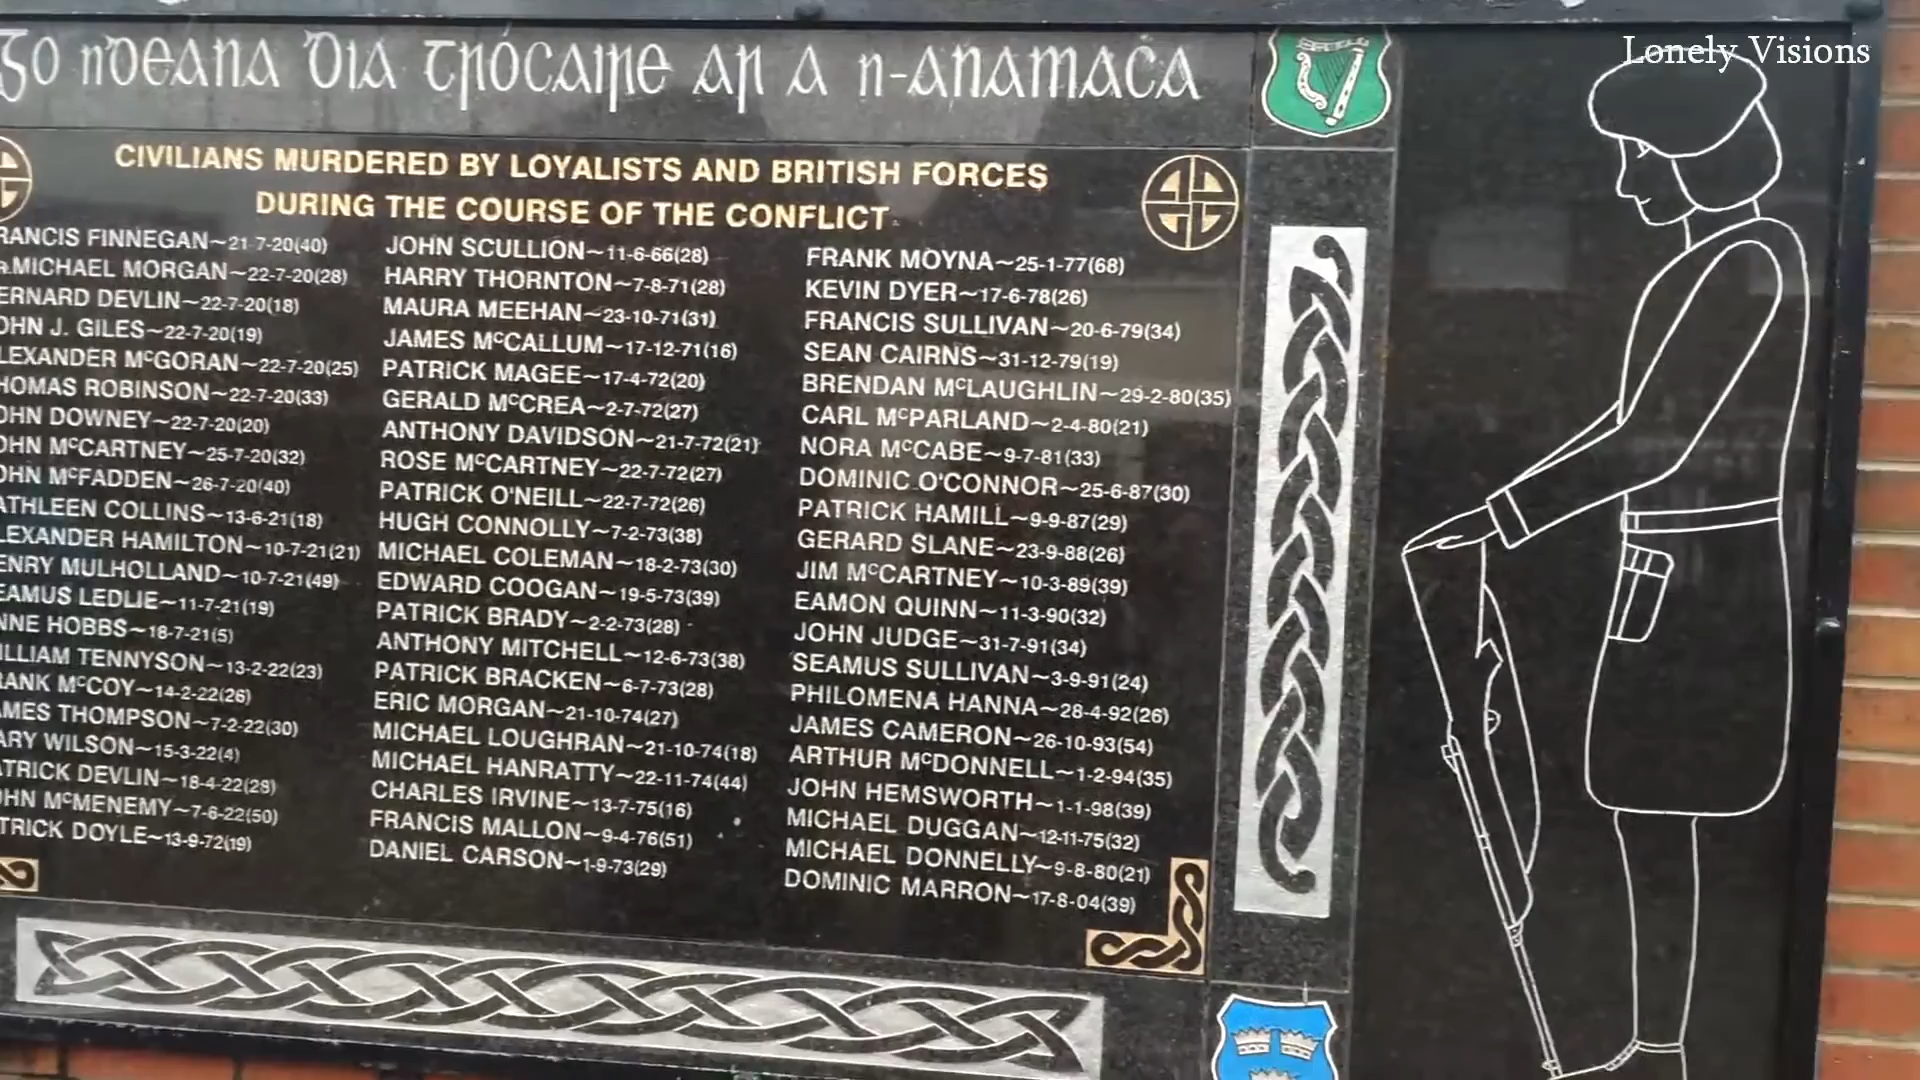 Lonely Visions
Go nDeana Dia Trócaire ar a n-anamaċa
CIVILIANS MURDERED BY LOYALISTS AND BRITISH FORCES
DURING THE COURSE OF THE CONFLICT
RANCIS FINNEGAN~21-7-20(40)
MICHAEL MORGAN~22-7-20(28)
ERNARD DEVLIN~22-7-20(18)
OHN J. GILES~22-7-20(19)
LEXANDER McGORAN~22-7-20(25)
HOMAS ROBINSON~22-7-20(33)
OHN DOWNEY~22-7-20(20)
OHN McCARTNEY~25-7-20(32)
OHN McFADDEN~26-7-20(40)
ATHLEEN COLLINS~13-6-21(18)
LEXANDER HAMILTON~10-7-21(21)
ENRY MULHOLLAND~10-7-21(49)
EAMUS LEDLIE~11-7-21(19)
NNE HOBBS~18-7-21(5)
ILLIAM TENNYSON~13-2-22(23)
RANK McCOY~14-2-22(26)
AMES THOMPSON~7-2-22(30)
ARY WILSON~15-3-22(4)
ATRICK DEVLIN~18-4-22(29)
OHN McMENEMY~7-6-22(50)
TRICK DOYLE~13-9-72(19)
JOHN SCULLION~11-6-66(28)
HARRY THORNTON~7-8-71(28)
MAURA MEEHAN~23-10-71(31)
JAMES McCALLUM~17-12-71(16)
PATRICK MAGEE~17-4-72(20)
GERALD McCREA~2-7-72(27)
ANTHONY DAVIDSON~21-7-72(21)
ROSE McCARTNEY~22-7-72(27)
PATRICK O'NEILL~22-7-72(26)
HUGH CONNOLLY~7-2-73(38)
MICHAEL COLEMAN~18-2-73(30)
EDWARD COOGAN~19-5-73(39)
PATRICK BRADY~2-2-73(28)
ANTHONY MITCHELL~12-6-73(38)
PATRICK BRACKEN~6-7-73(28)
ERIC MORGAN~21-10-74(27)
MICHAEL LOUGHRAN~21-10-74(18)
MICHAEL HANRATTY~22-11-74(44)
CHARLES IRVINE~13-7-75(16)
FRANCIS MALLON~9-4-76(51)
DANIEL CARSON~1-9-73(29)
FRANK MOYNA~25-1-77(68)
KEVIN DYER~17-6-78(26)
FRANCIS SULLIVAN~20-6-79(34)
SEAN CAIRNS~31-12-79(19)
BRENDAN McLAUGHLIN~29-2-80(35)
CARL McPARLAND~2-4-80(21)
NORA McCABE~9-7-81(33)
DOMINIC O'CONNOR~25-6-87(30)
PATRICK HAMILL~9-9-87(29)
GERARD SLANE~23-9-88(26)
JIM McCARTNEY~10-3-89(39)
EAMON QUINN~11-3-90(32)
JOHN JUDGE~31-7-91(34)
SEAMUS SULLIVAN~3-9-91(24)
PHILOMENA HANNA~28-4-92(26)
JAMES CAMERON~26-10-93(54)
ARTHUR McDONNELL~1-2-94(35)
JOHN HEMSWORTH~1-1-98(39)
MICHAEL DUGGAN~12-11-75(32)
MICHAEL DONNELLY~9-8-80(21)
DOMINIC MARRON~17-8-04(39)